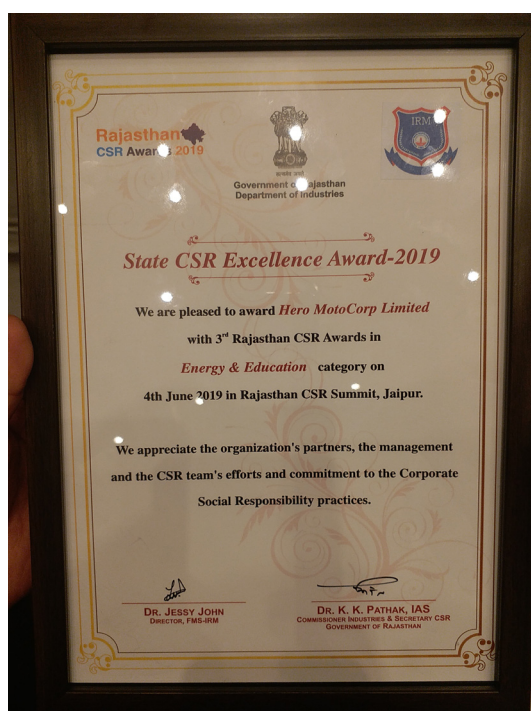 Rajasthan
CSR Awards 2019
IRM
सत्यमेव जयते
Government of Rajasthan
Department of Industries
State CSR Excellence Award-2019
We are pleased to award Hero MotoCorp Limited
with 3rd Rajasthan CSR Awards in
Energy & Education category on
4th June 2019 in Rajasthan CSR Summit, Jaipur.
We appreciate the organization's partners, the management
and the CSR team's efforts and commitment to the Corporate
Social Responsibility practices.
DR. JESSY JOHN
DIRECTOR, FMS-IRM
DR. K. K. PATHAK, IAS
COMMISSIONER INDUSTRIES & SECRETARY CSR
GOVERNMENT OF RAJASTHAN